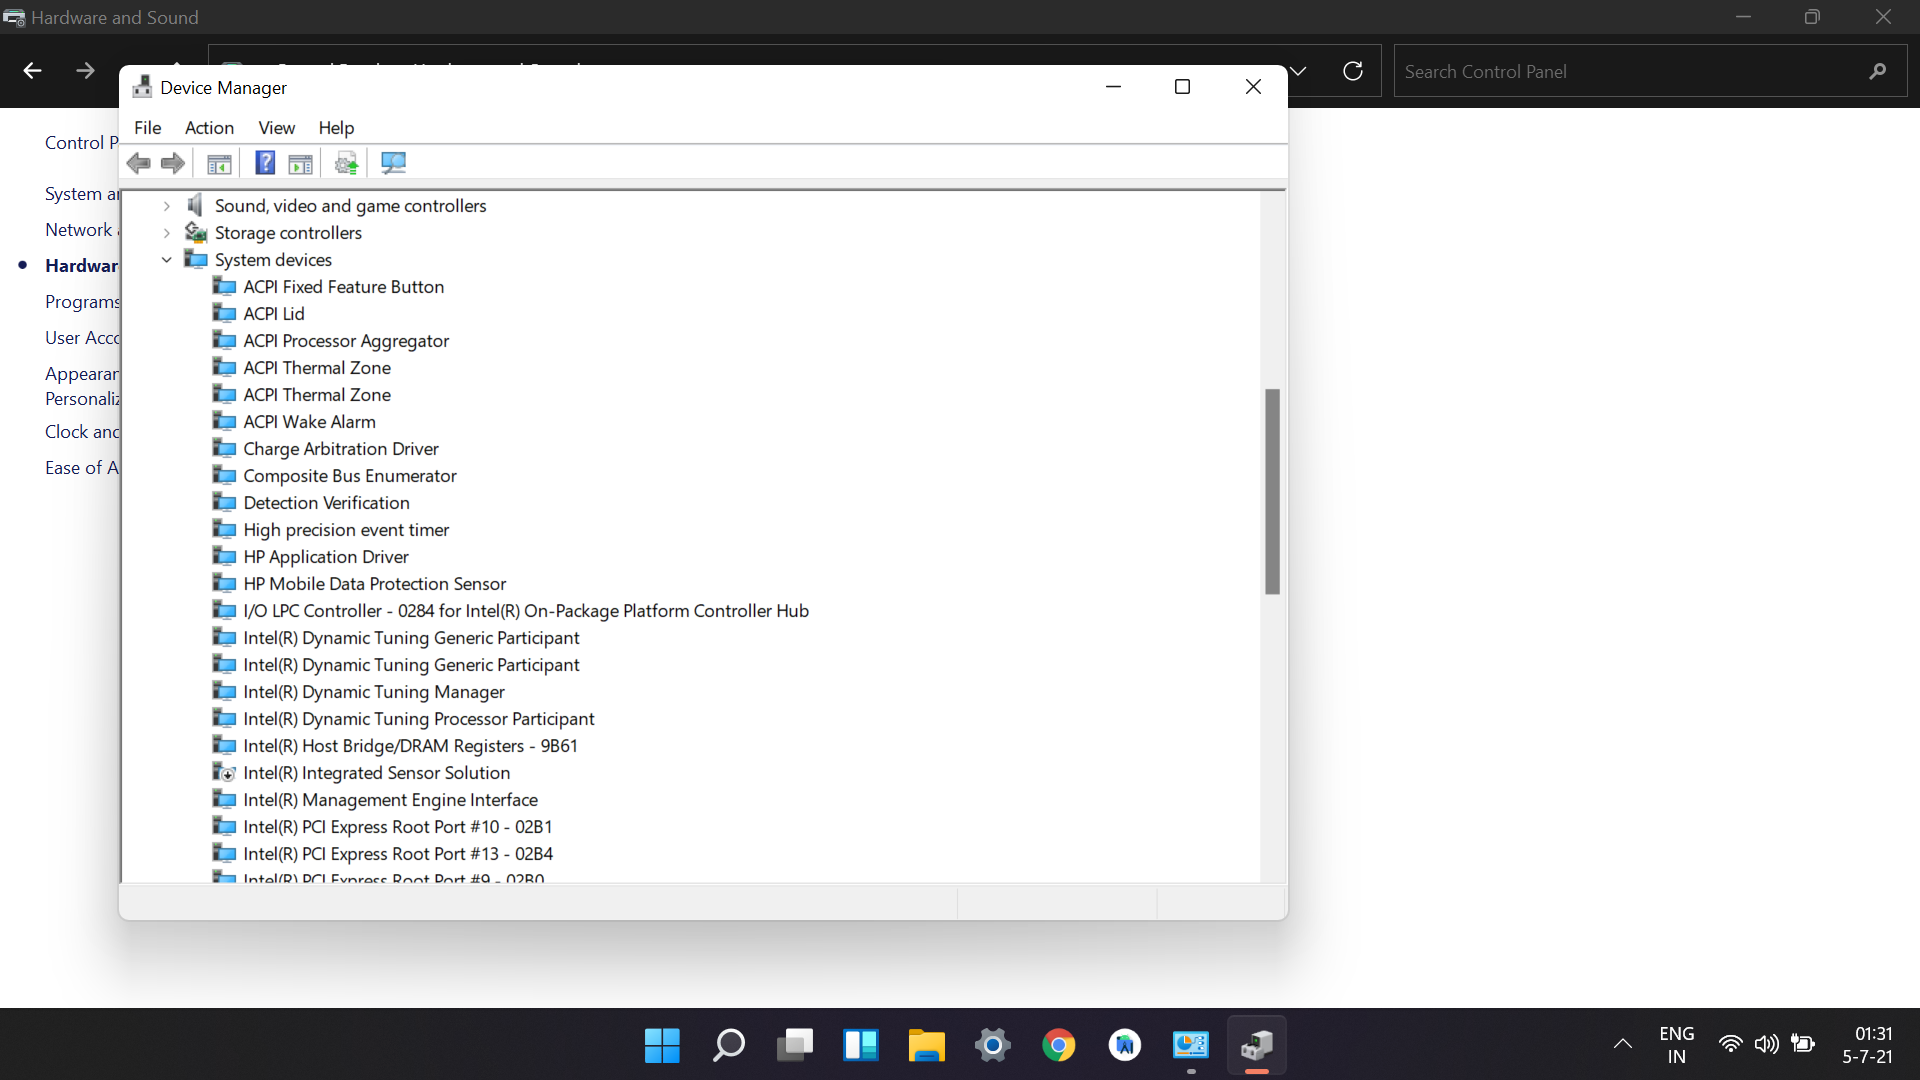 Hardware and Sound
Search Control Panel
Device Manager
File Action View Help
Control P
System a
Network
Hardwar
Programs
User Acco
Appearan
Personaliz
Clock and
Ease of A
Sound, video and game controllers
Storage controllers
System devices
ACPI Fixed Feature Button
ACPI Lid
ACPI Processor Aggregator
ACPI Thermal Zone
ACPI Thermal Zone
ACPI Wake Alarm
Charge Arbitration Driver
Composite Bus Enumerator
Detection Verification
High precision event timer
HP Application Driver
HP Mobile Data Protection Sensor
I/O LPC Controller - 0284 for Intel(R) On-Package Platform Controller Hub
Intel(R) Dynamic Tuning Generic Participant
Intel(R) Dynamic Tuning Generic Participant
Intel(R) Dynamic Tuning Manager
Intel(R) Dynamic Tuning Processor Participant
Intel(R) Host Bridge/DRAM Registers - 9B61
Intel(R) Integrated Sensor Solution
Intel(R) Management Engine Interface
Intel(R) PCI Express Root Port #10 - 02B1
Intel(R) PCI Express Root Port #13 - 02B4
Intel(R) PCI Express Root Port #9 - 02B0
ENG
IN
01:31
5-7-21